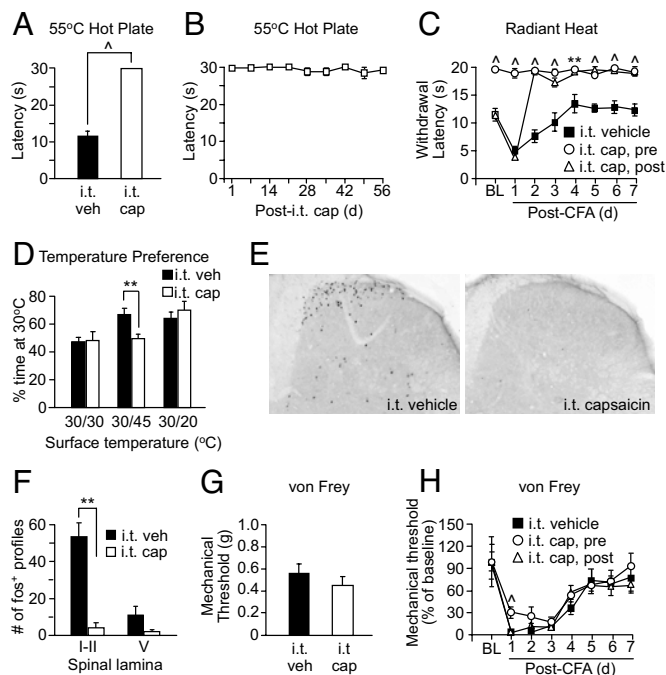 A
55°C Hot Plate
^
Latency (s)
30
20
10
0
i.t. veh
i.t. cap
B
55°C Hot Plate
Latency (s)
30
20
10
0
1 14 28 42 56
Post-i.t. cap (d)
C
Radiant Heat
^ ^ ^ ^ ** ^ ^ ^
Withdrawal Latency (s)
20
15
10
5
0
i.t. vehicle
i.t. cap, pre
i.t. cap, post
BL 1 2 3 4 5 6 7
Post-CFA (d)
D
Temperature Preference
i.t. veh
i.t. cap
**
% time at 30°C
80
60
40
20
0
30/30 30/45 30/20
Surface temperature (°C)
E
i.t. vehicle
i.t. capsaicin
F
**
i.t. veh
i.t. cap
# of fos+ profiles
60
40
20
0
I-II V
Spinal lamina
G
von Frey
Mechanical Threshold (g)
1.0
0.8
0.6
0.4
0.2
0
i.t. veh
i.t cap
H
von Frey
i.t. vehicle
i.t. cap, pre
i.t. cap, post
^
Mechanical threshold (% of baseline)
150
120
90
60
30
0
BL 1 2 3 4 5 6 7
Post-CFA (d)